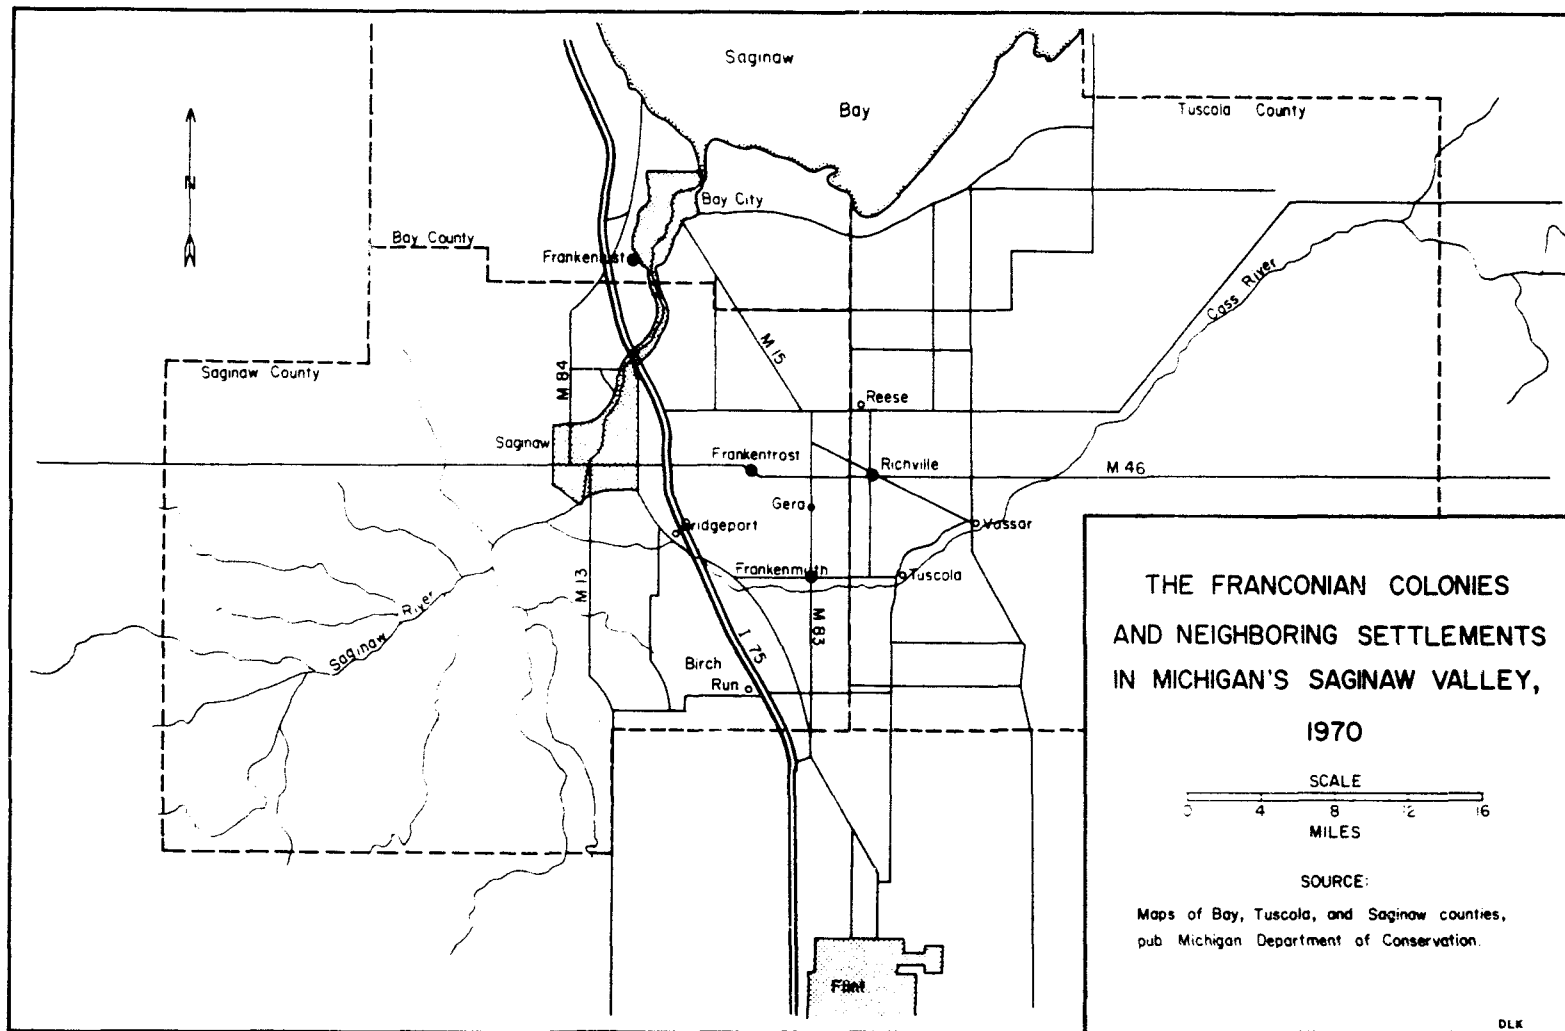 Saginaw
Bay
Tuscola County
N
Bay City
Bay County
Frankenlust
Cass River
M 15
Saginaw County
M 84
Reese
Saginaw
Frankentrost
Richville
M 46
Gera
Bridgeport
Vassar
Frankenmuth
Tuscola
M 13
M 83
Saginaw River
I 75
Birch
Run
Flint
THE FRANCONIAN COLONIES
AND NEIGHBORING SETTLEMENTS
IN MICHIGAN'S SAGINAW VALLEY,
1970
SCALE
0 4 8 12 16
MILES
SOURCE:
Maps of Bay, Tuscola, and Saginaw counties,
pub Michigan Department of Conservation.
DLK